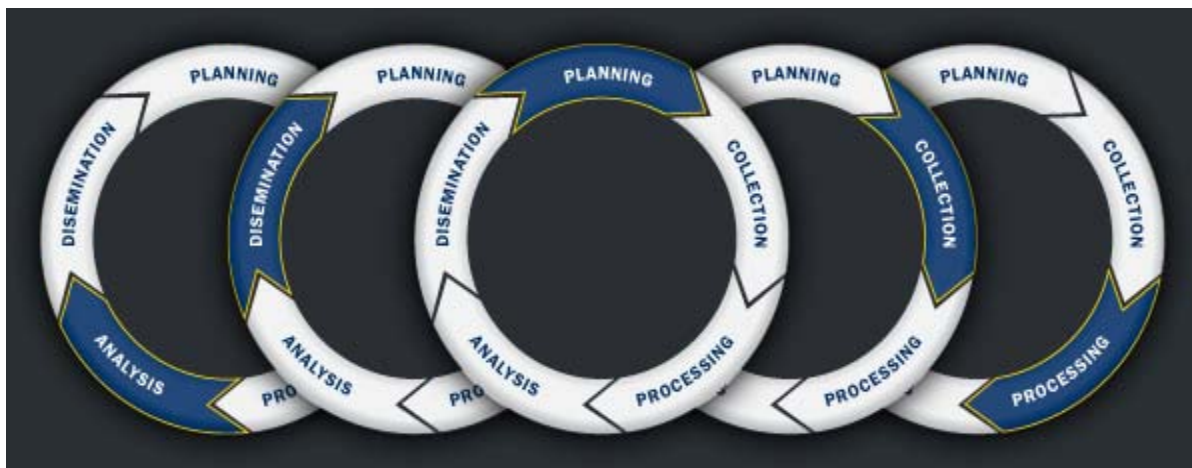 PLANNING
DISEMINATION
ANALYSIS
PRO
PLANNING
DISEMINATION
ANALYSIS
PRO
PLANNING
COLLECTION
PROCESSING
ANALYSIS
DISEMINATION
PLANNING
COLLECTION
PROCESSING
PLANNING
COLLECTION
PROCESSING